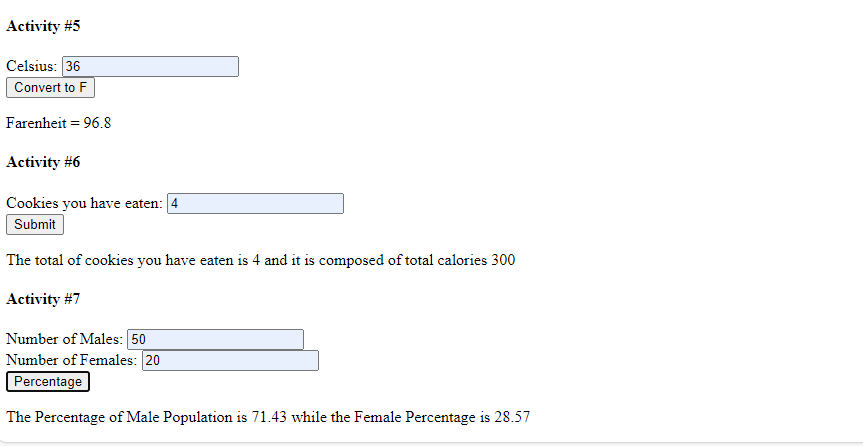 Activity #5
Celsius: 36
Convert to F
Farenheit = 96.8
Activity #6
Cookies you have eaten: 4
Submit
The total of cookies you have eaten is 4 and it is composed of total calories 300
Activity #7
Number of Males: 50
Number of Females: 20
Percentage
The Percentage of Male Population is 71.43 while the Female Percentage is 28.57